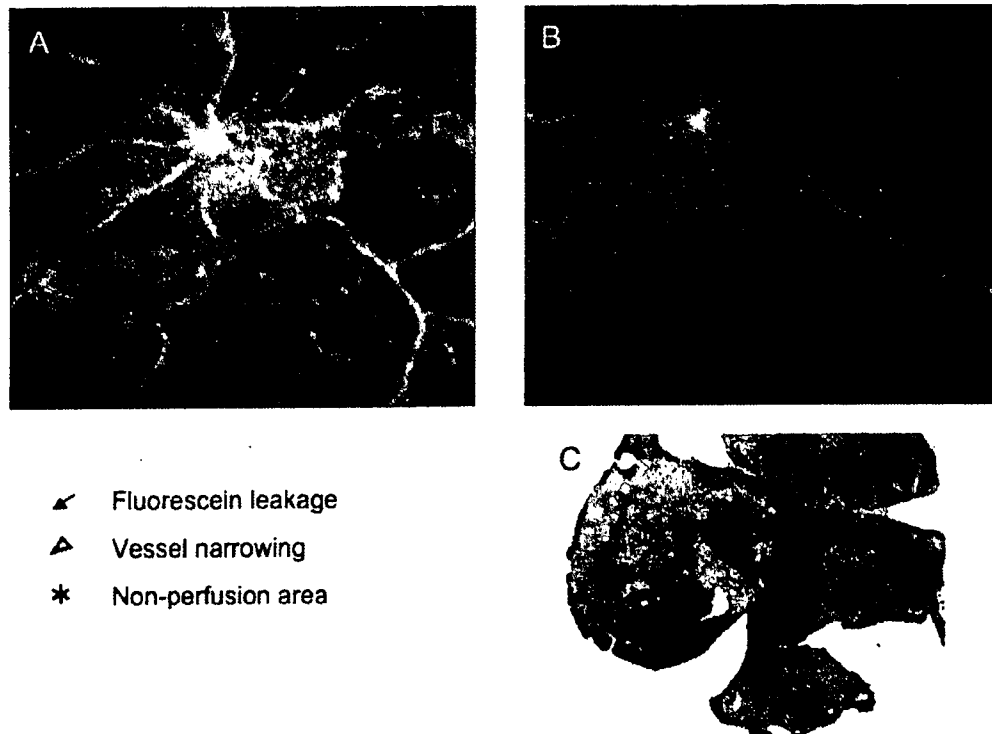 A
B
C
Fluorescein leakage
Vessel narrowing
* Non-perfusion area